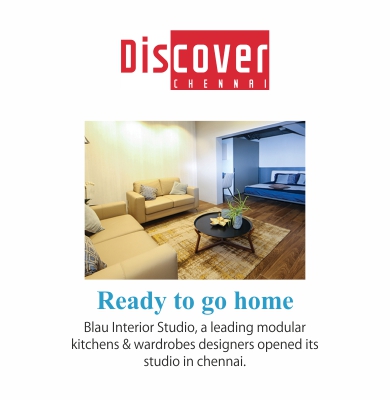 Discover
CHENNAI
Ready to go home
Blau Interior Studio, a leading modular
kitchens & wardrobes designers opened its
studio in chennai.